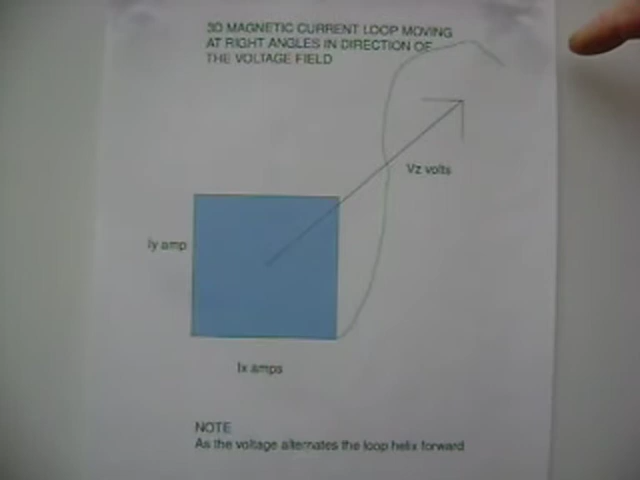 3D MAGNETIC CURRENT LOOP MOVING
AT RIGHT ANGLES IN DIRECTION OF
THE VOLTAGE FIELD
Vz volts
Iy amp
Ix amps
NOTE
As the voltage alternates the loop helix forward